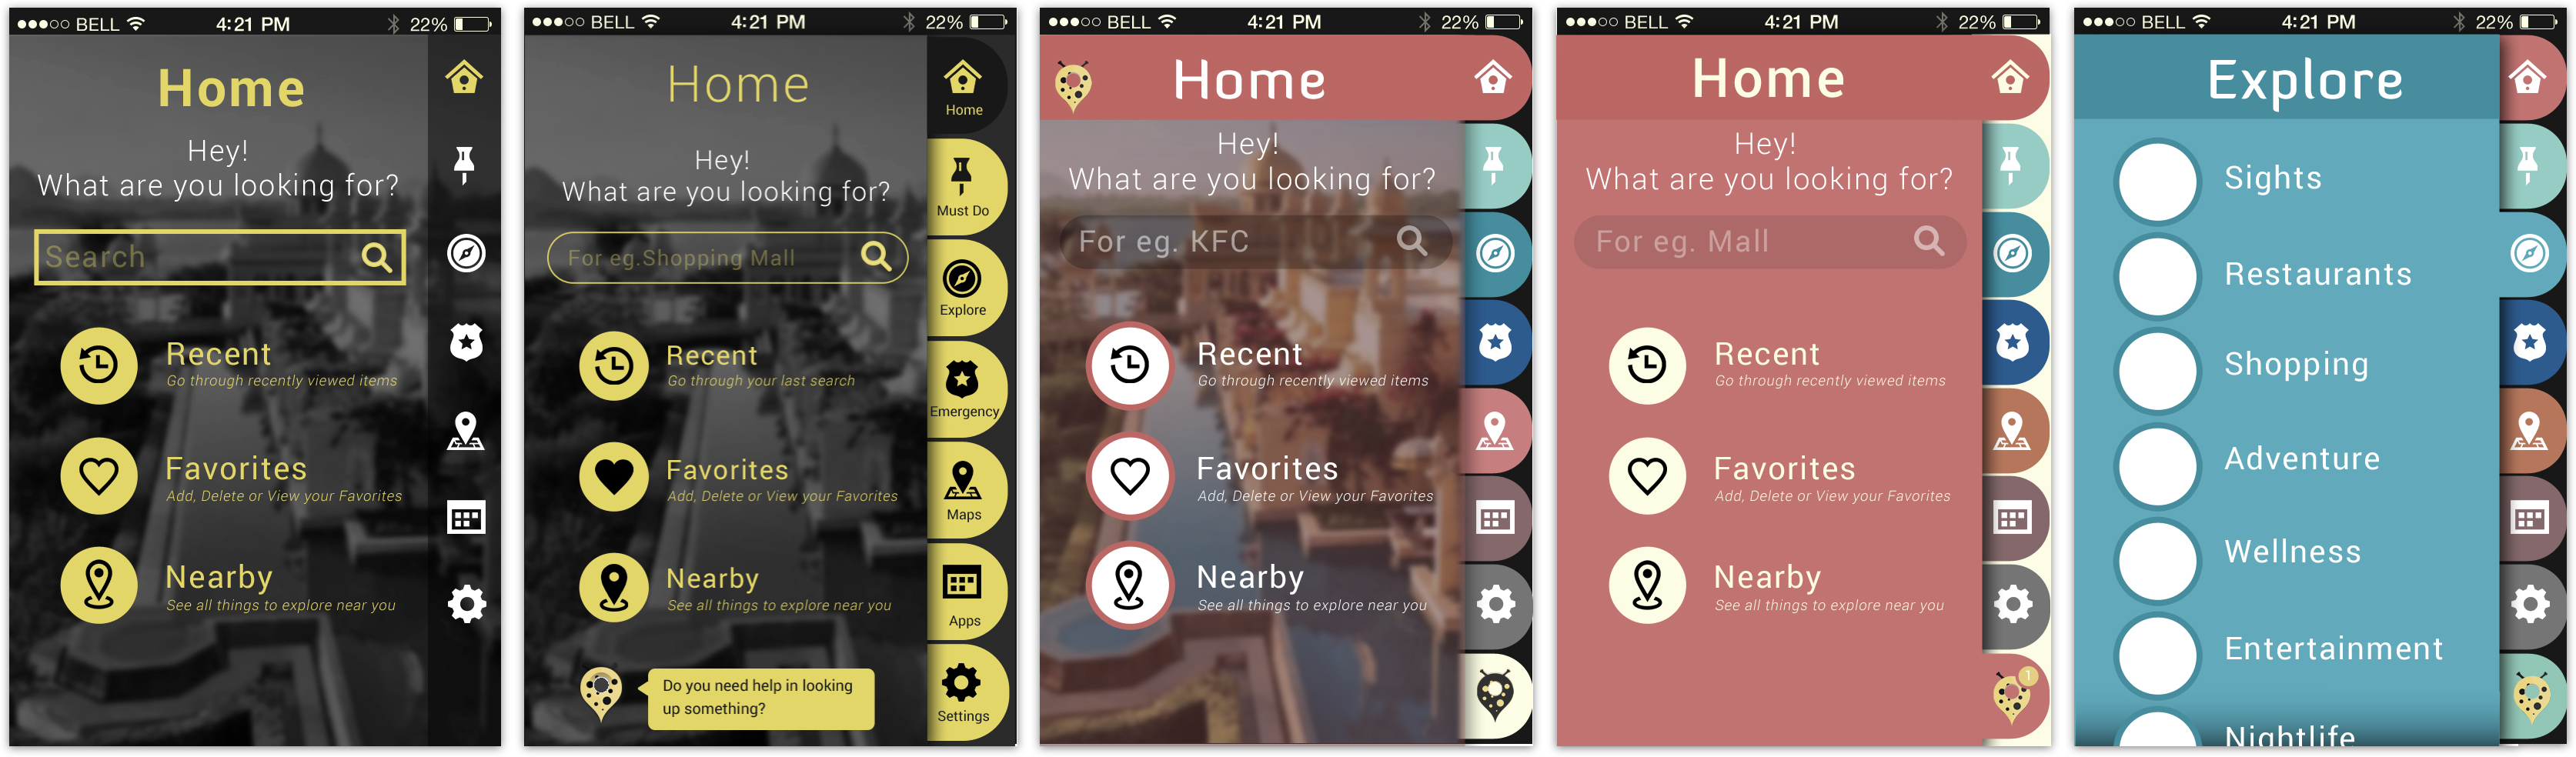 BELL 4:21 PM 22%
Home
Hey!
What are you looking for?
Search
Recent
Go through recently viewed items
Favorites
Add, Delete or View your Favorites
Nearby
See all things to explore near you
BELL 4:21 PM 22%
Home
Hey!
What are you looking for?
For eg.Shopping Mall
Recent
Go through your last search
Favorites
Add, Delete or View your Favorites
Nearby
See all things to explore near you
Do you need help in looking
up something?
Home
Must Do
Explore
Emergency
Maps
Apps
Settings
BELL 4:21 PM 22%
Home
Hey!
What are you looking for?
For eg. KFC
Recent
Go through recently viewed items
Favorites
Add, Delete or View your Favorites
Nearby
See all things to explore near you
BELL 4:21 PM 22%
Home
Hey!
What are you looking for?
For eg. Mall
Recent
Go through recently viewed items
Favorites
Add, Delete or View your Favorites
Nearby
See all things to explore near you
1
BELL 4:21 PM 22%
Explore
Sights
Restaurants
Shopping
Adventure
Wellness
Entertainment
Nightlife